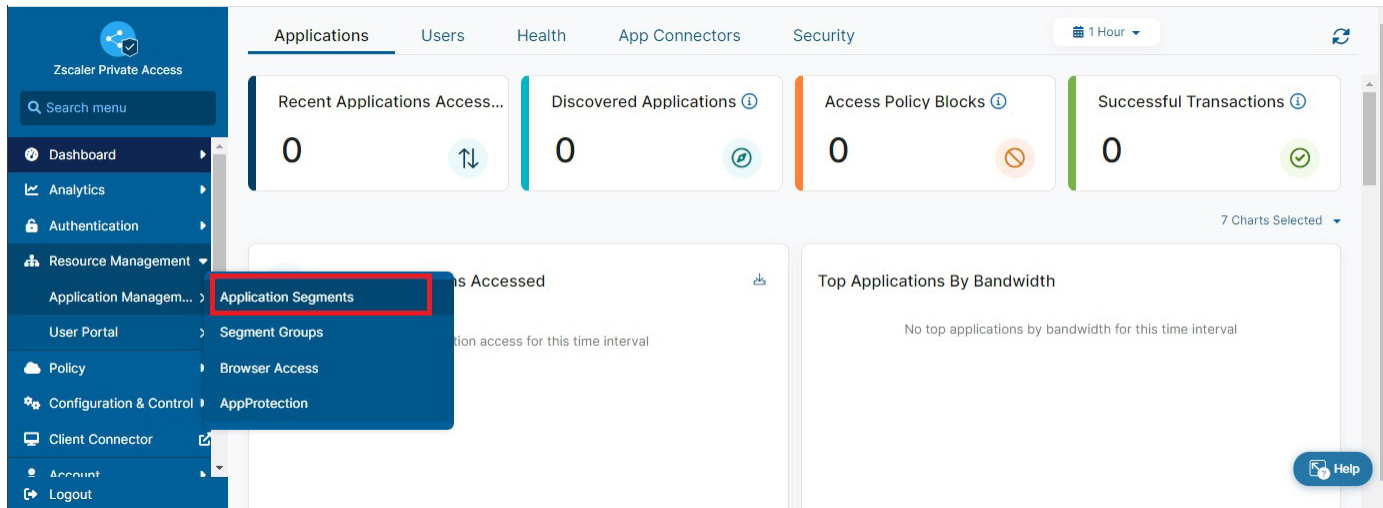 Zscaler Private Access
Search menu
Dashboard
Analytics
Authentication
Resource Management
Application Managem...
User Portal
Policy
Configuration & Control
Client Connector
Account
Logout
Application Segments
Segment Groups
Browser Access
AppProtection
Applications Users Health App Connectors Security
1 Hour
Recent Applications Access...
0
Discovered Applications
0
Access Policy Blocks
0
Successful Transactions
0
7 Charts Selected
Accessed
access for this time interval
Top Applications By Bandwidth
No top applications by bandwidth for this time interval
Help